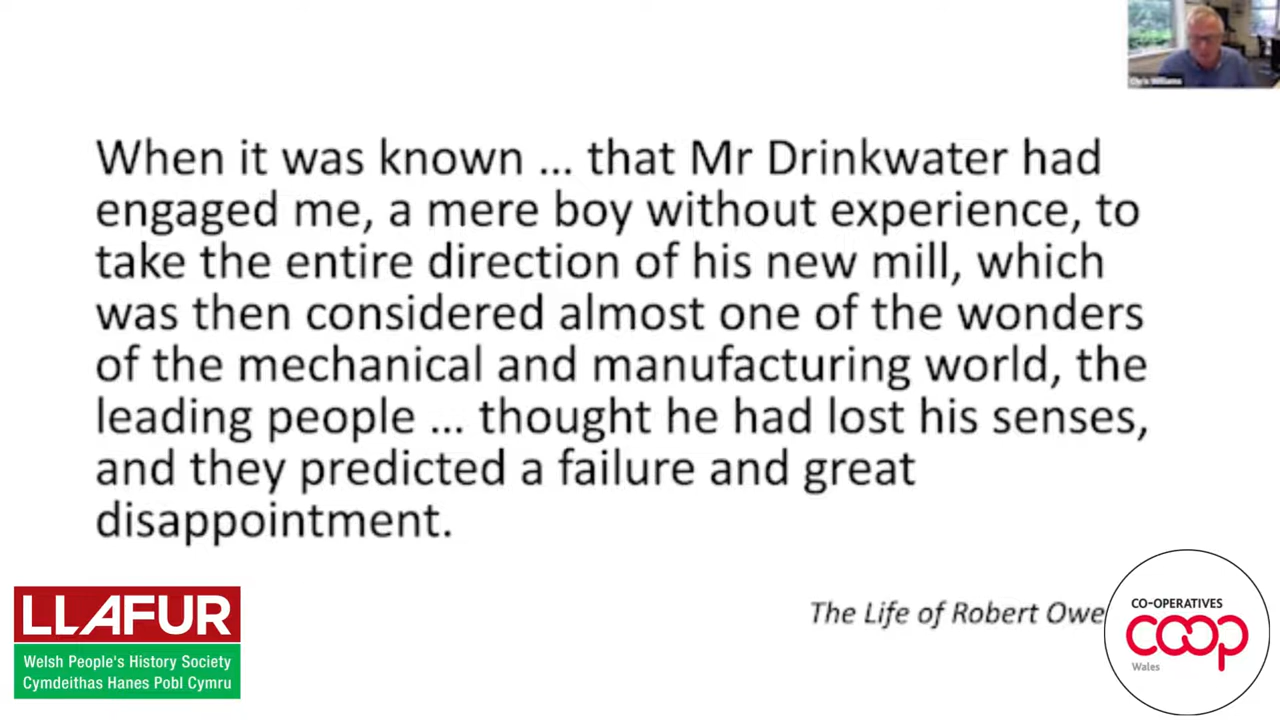 Chris Williams
When it was known ... that Mr Drinkwater had
engaged me, a mere boy without experience, to
take the entire direction of his new mill, which
was then considered almost one of the wonders
of the mechanical and manufacturing world, the
leading people ... thought he had lost his senses,
and they predicted a failure and great
disappointment.
The Life of Robert Owe
LLAFUR
Welsh People's History Society
Cymdeithas Hanes Pobl Cymru
CO-OPERATIVES
coop
Wales